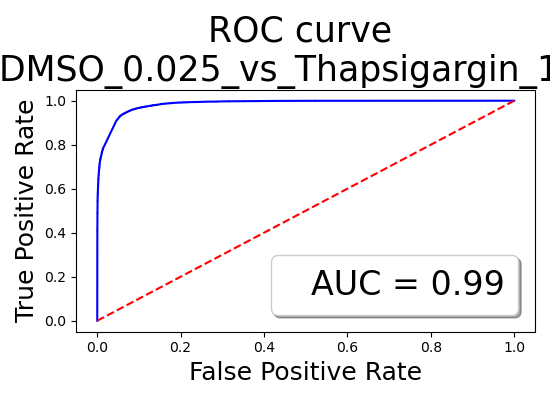 ROC curve
DMSO_0.025_vs_Thapsigargin_1
True Positive Rate
1.0
0.8
0.6
0.4
0.2
0.0
AUC = 0.99
0.0 0.2 0.4 0.6 0.8 1.0
False Positive Rate